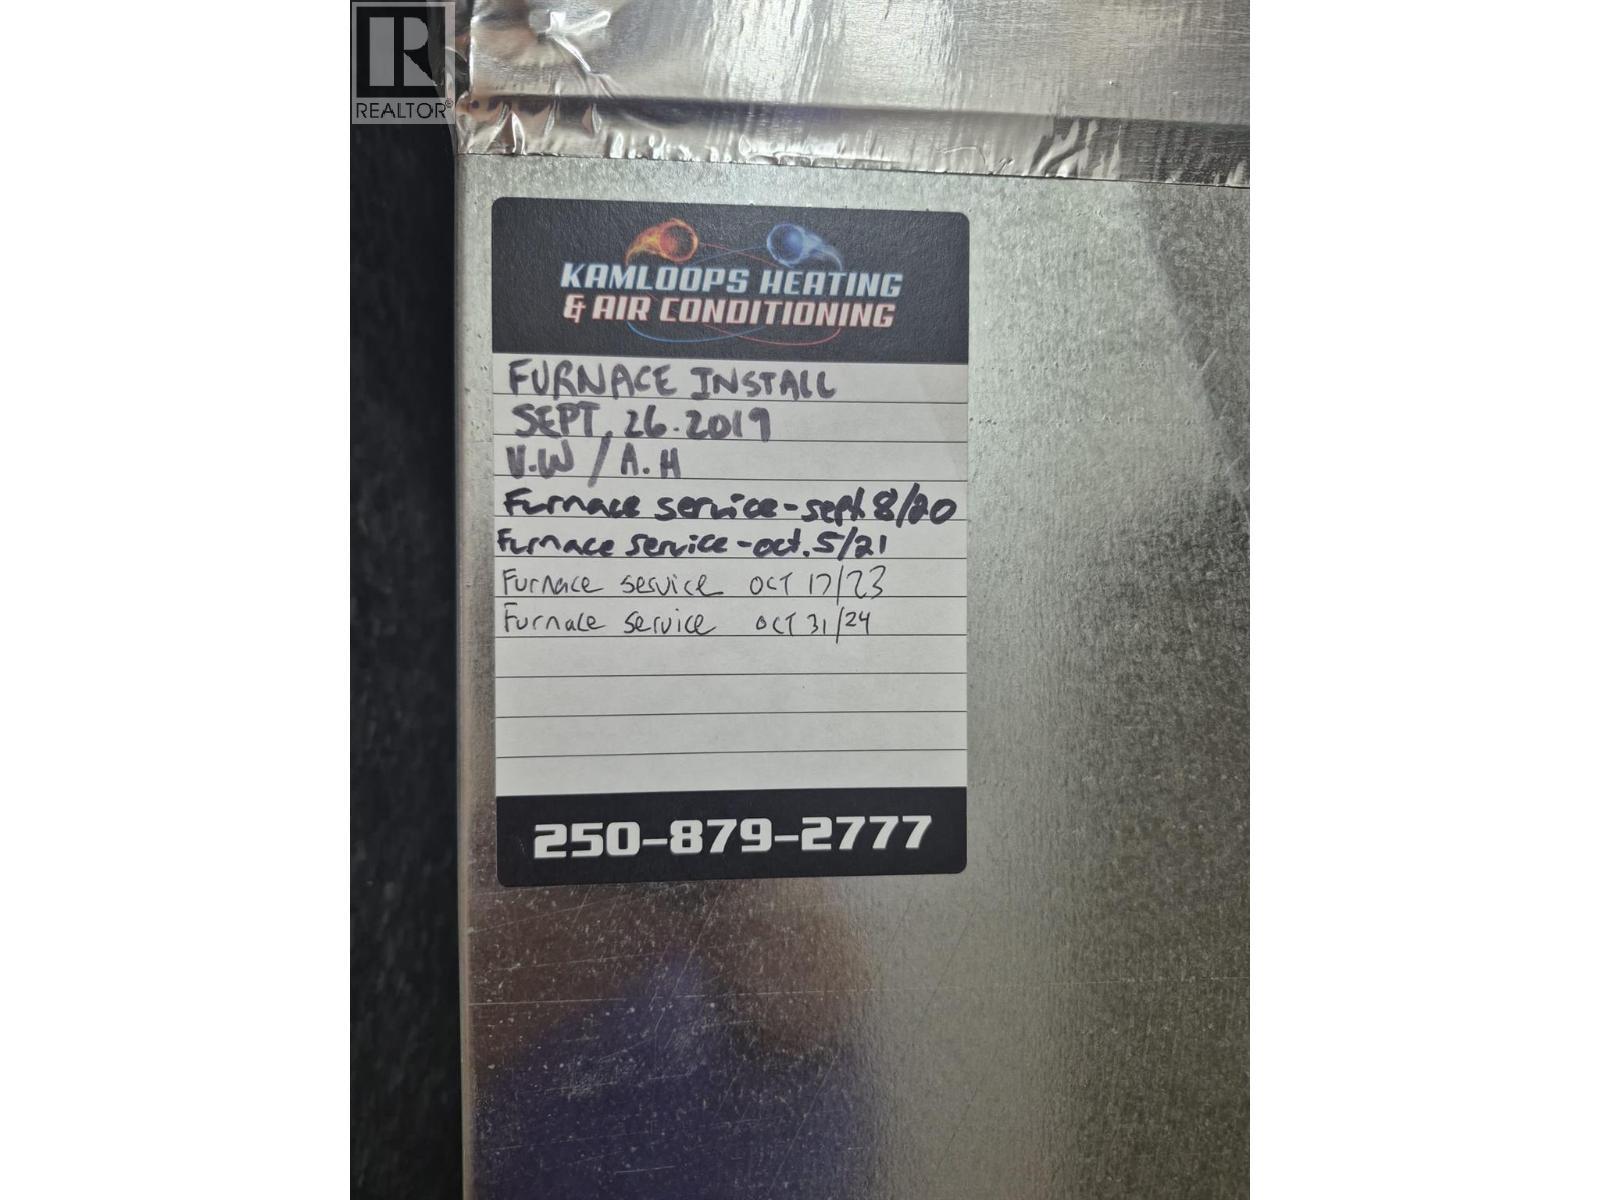 REALTOR®
KAMLOOPS HEATING
& AIR CONDITIONING
FURNACE INSTALL
SEPT. 26.2019
V.W / A.H
Furnace service - sept. 8/20
Furnace service - oct. 5/21
Furnace service OCT 17/23
Furnace service OCT 31/24
250-879-2777